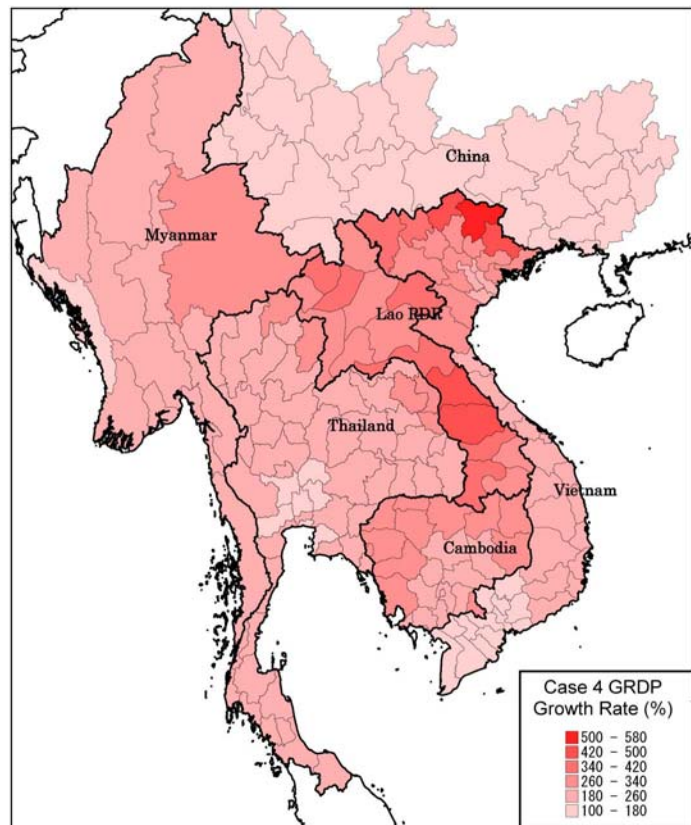 China
Myanmar
Lao PDR
Thailand
Vietnam
Cambodia
Case 4 GRDP
Growth Rate (%)
500 - 580
420 - 500
340 - 420
260 - 340
180 - 260
100 - 180